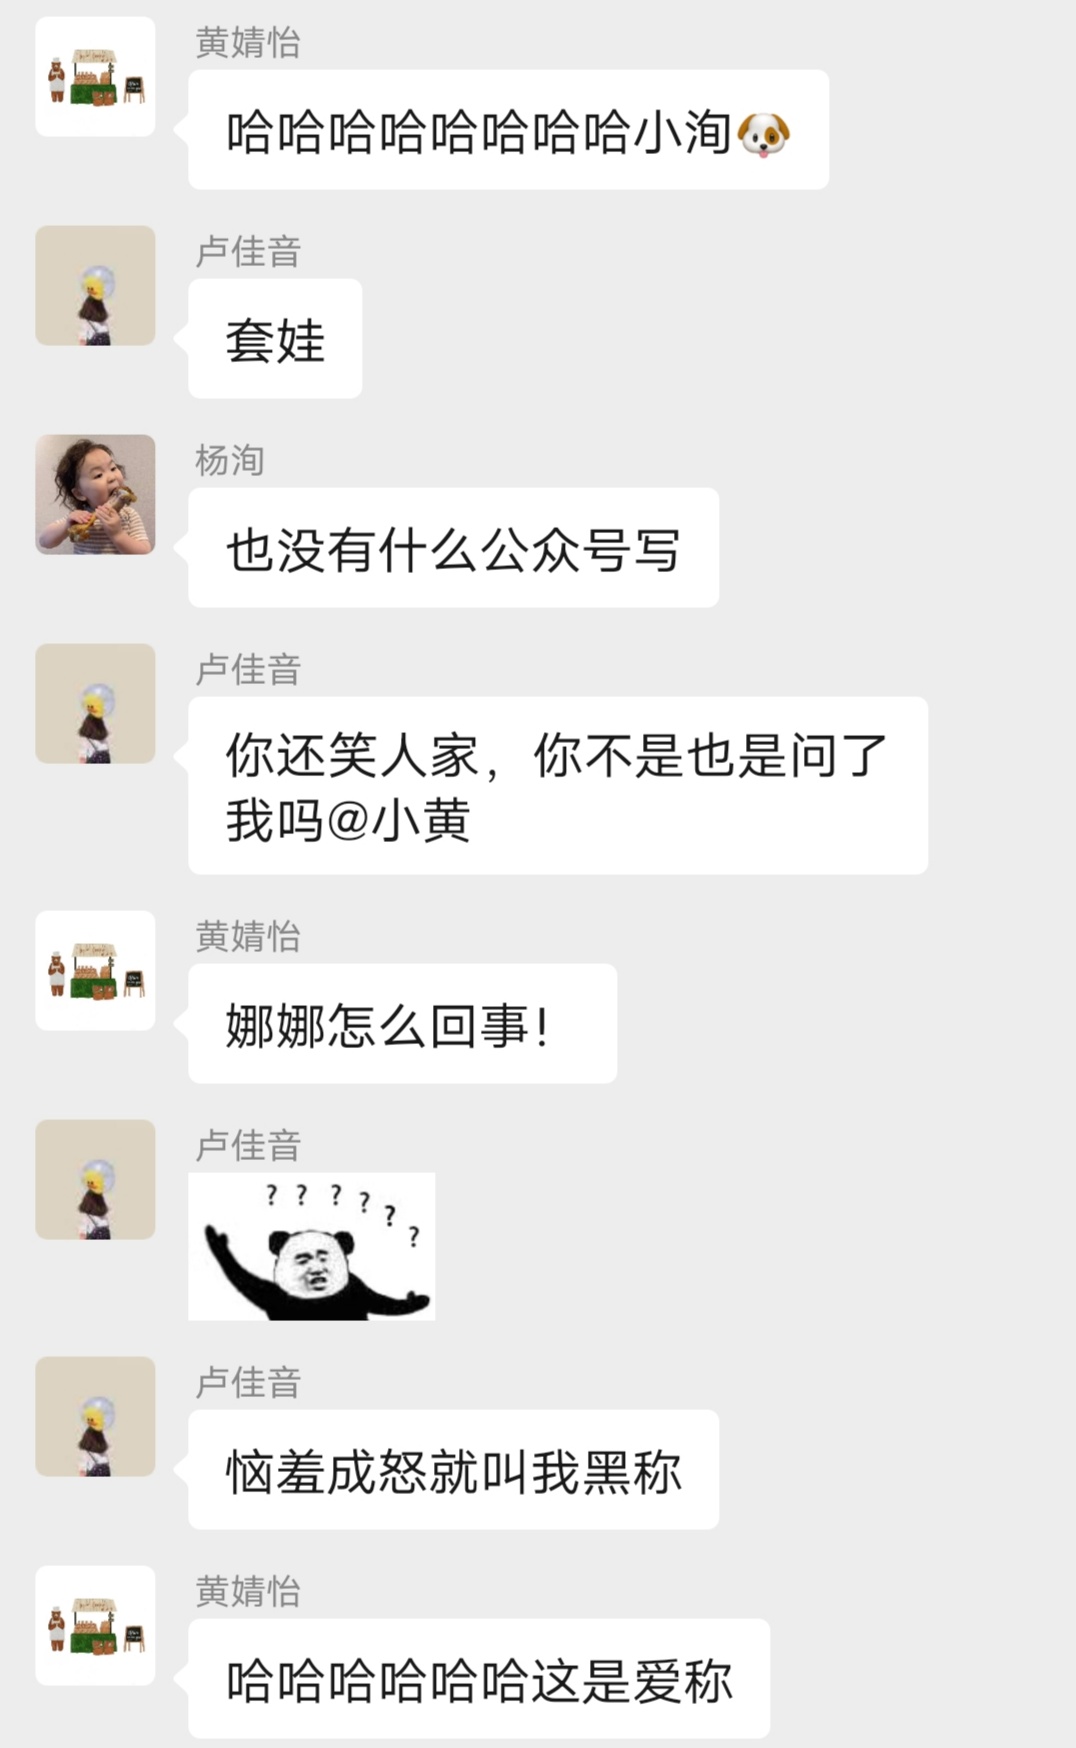 黄婧怡
哈哈哈哈哈哈哈哈小洵🐶
卢佳音
套娃
杨洵
也没有什么公众号写
卢佳音
你还笑人家，你不是也是问了
我吗@小黄
黄婧怡
娜娜怎么回事！
卢佳音
? ? ? ? ? ?
卢佳音
恼羞成怒就叫我黑称
黄婧怡
哈哈哈哈哈哈这是爱称